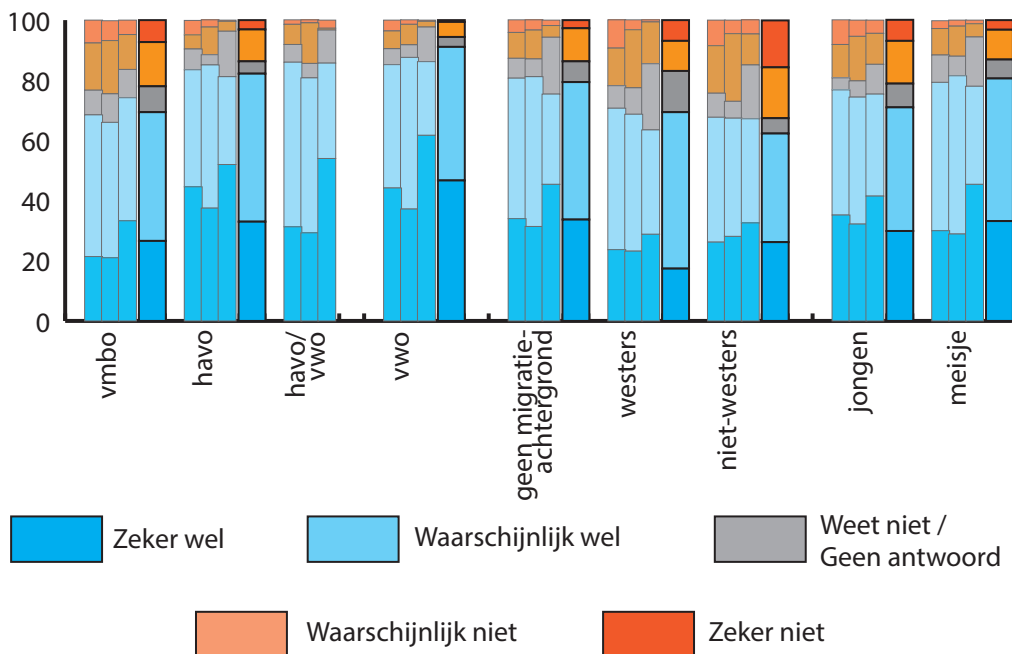 100
80
60
40
20
0
vmbo
havo
havo/
vwo
vwo
geen migratie-
achtergrond
westers
niet-westers
jongen
meisje
Zeker wel
Waarschijnlijk wel
Weet niet /
Geen antwoord
Waarschijnlijk niet
Zeker niet